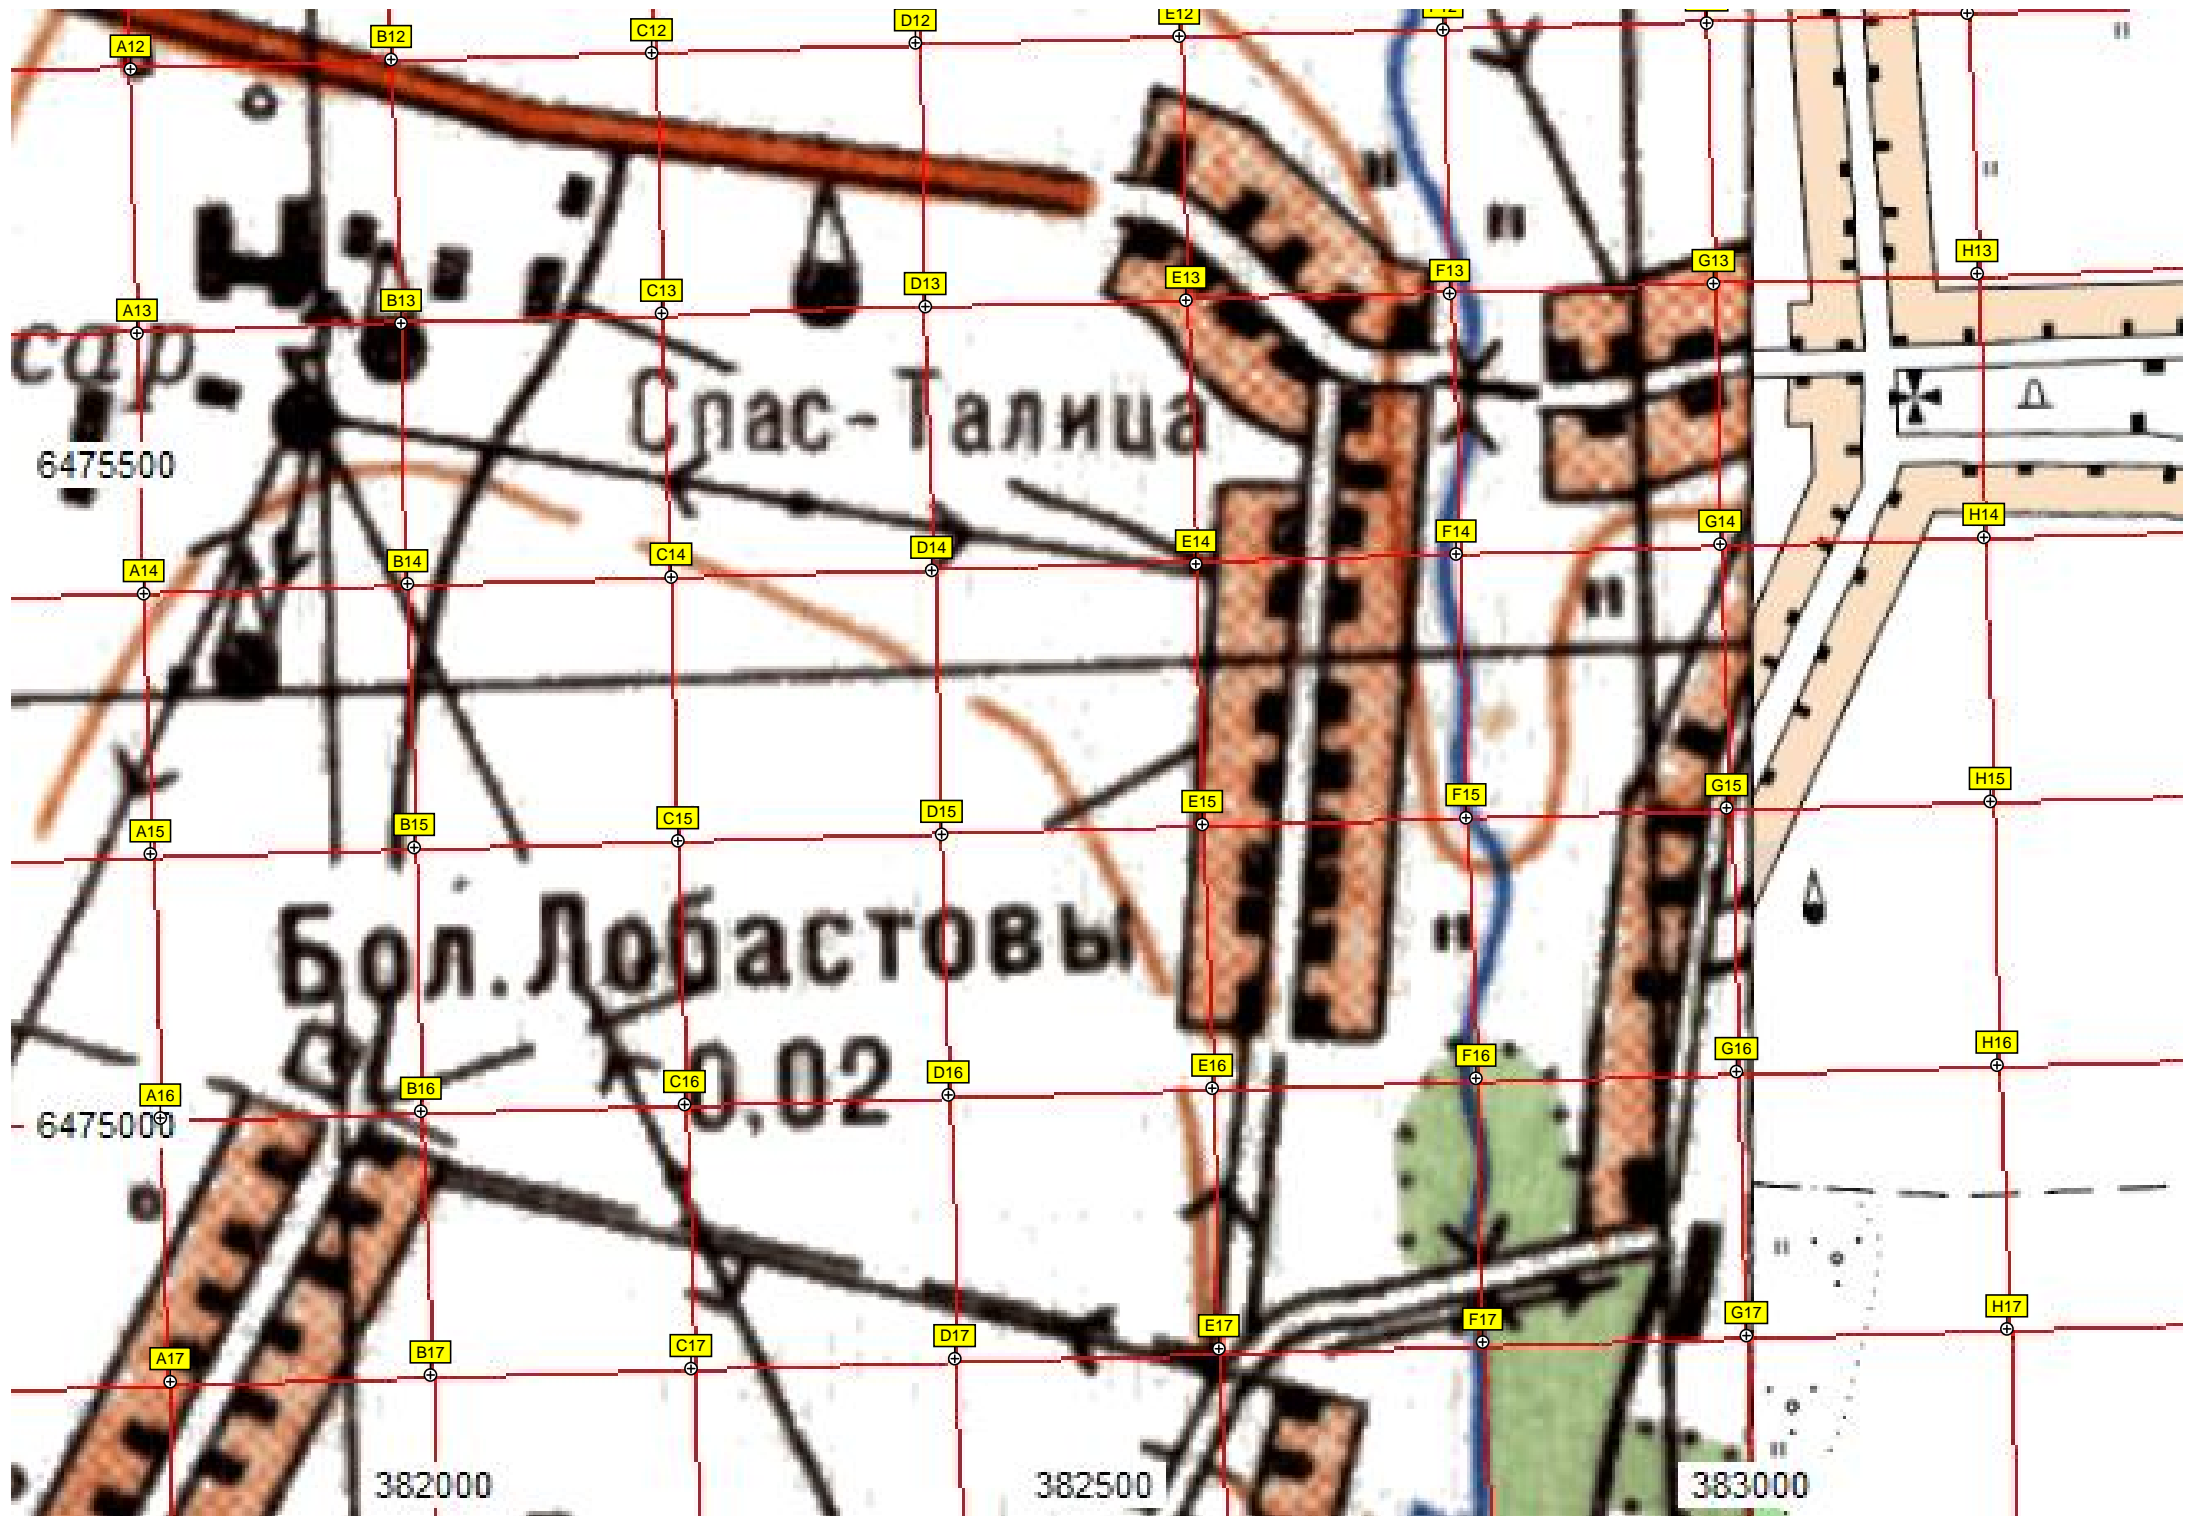 A12 B12 C12 D12 E12 F12
A13 B13 C13 D13 E13 F13 G13 H13
сар.
Спас-Талица
6475500
A14 B14 C14 D14 E14 F14 G14 H14
A15 B15 C15 D15 E15 F15 G15 H15
Бол. Лобастовы
0,02
A16 B16 C16 D16 E16 F16 G16 H16
6475000
A17 B17 C17 D17 E17 F17 G17 H17
382000 382500 383000